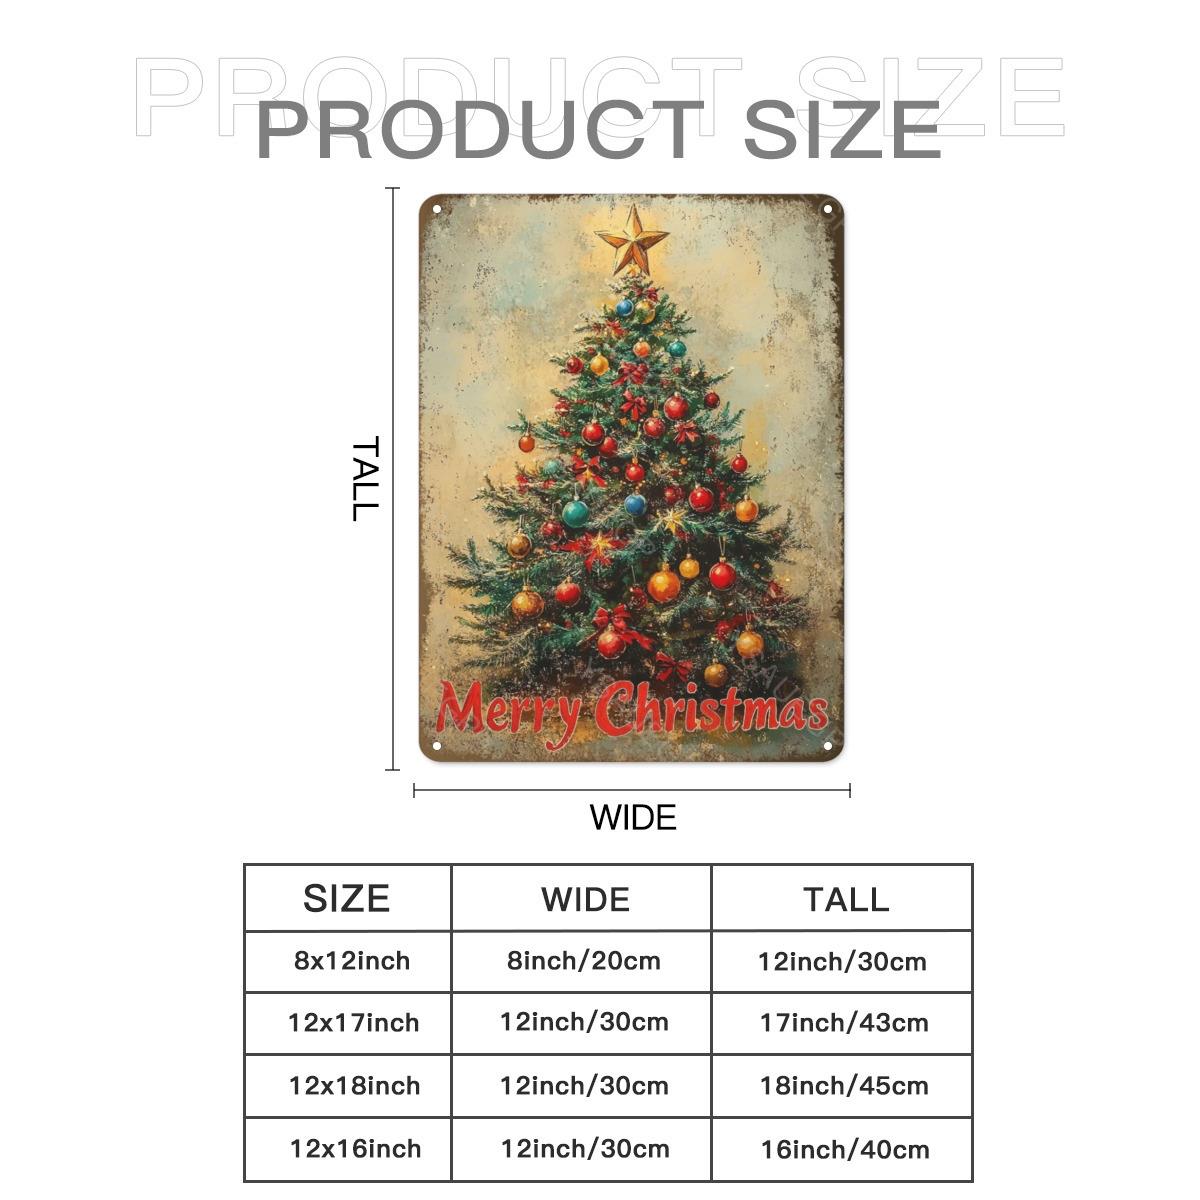 PRODUCT SIZE
PRODUCT SIZE
TALL
Merry Christmas
WIDE
SIZE WIDE TALL
8x12inch 8inch/20cm 12inch/30cm
12x17inch 12inch/30cm 17inch/43cm
12x18inch 12inch/30cm 18inch/45cm
12x16inch 12inch/30cm 16inch/40cm